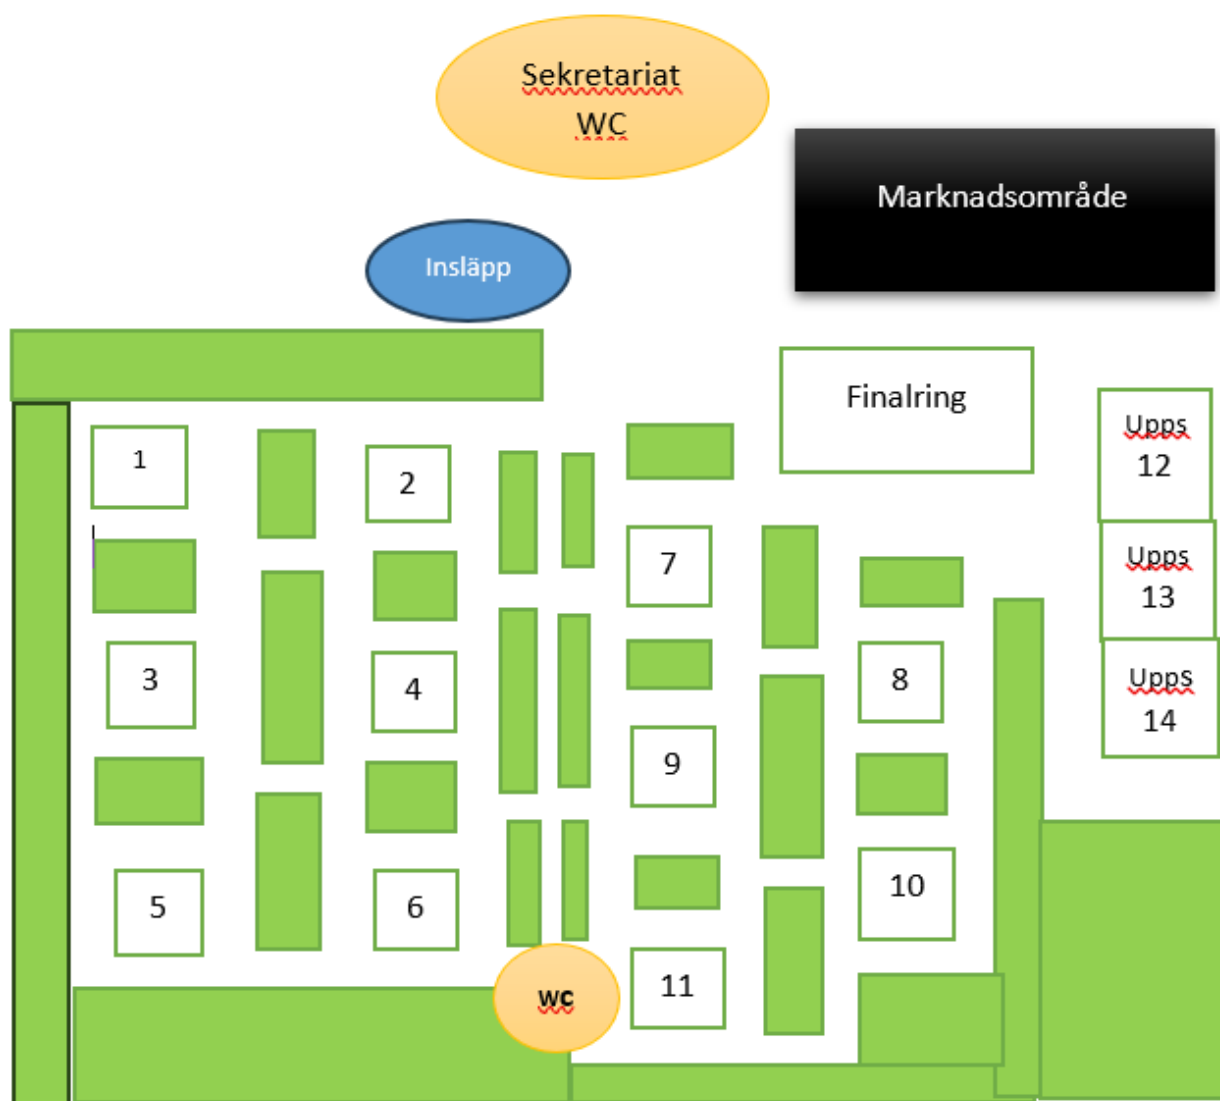 Sekretariat
WC
Marknadsområde
Insläpp
Finalring
Upps
12
1
2
7
Upps
13
3
4
8
Upps
14
9
5
6
10
11
wc